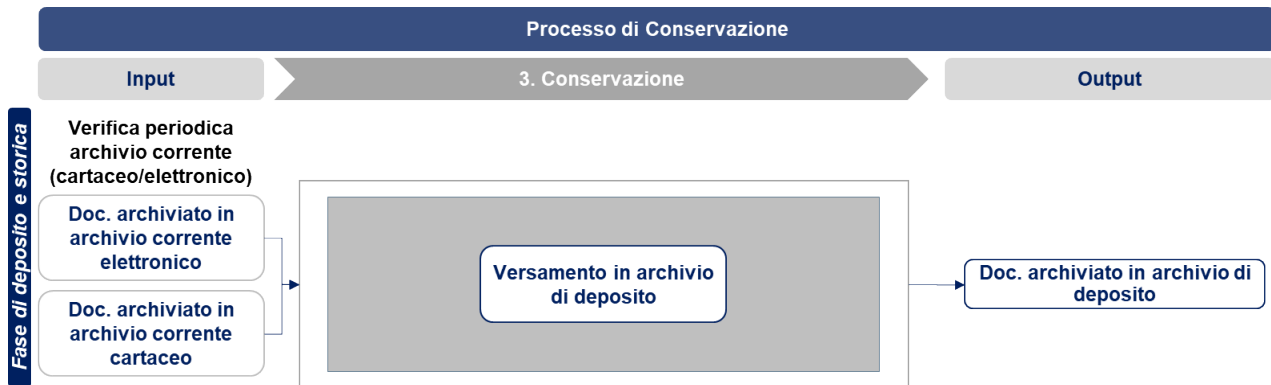 Processo di Conservazione
Input
3. Conservazione
Output
Fase di deposito e storica
Verifica periodica
archivio corrente
(cartaceo/elettronico)
Doc. archiviato in
archivio corrente
elettronico
Doc. archiviato in
archivio corrente
cartaceo
Versamento in archivio
di deposito
Doc. archiviato in archivio di
deposito